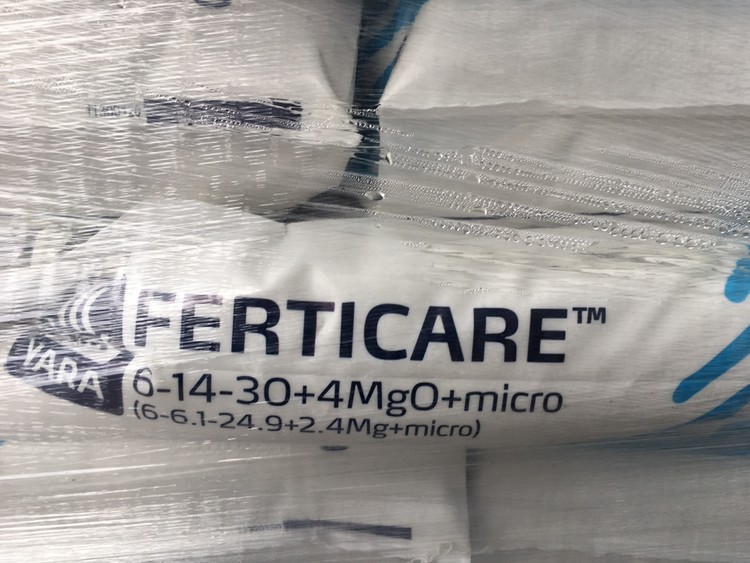 FERTICARE™
YARA
6-14-30+4MgO+micro
(6-6.1-24.9+2.4Mg+micro)